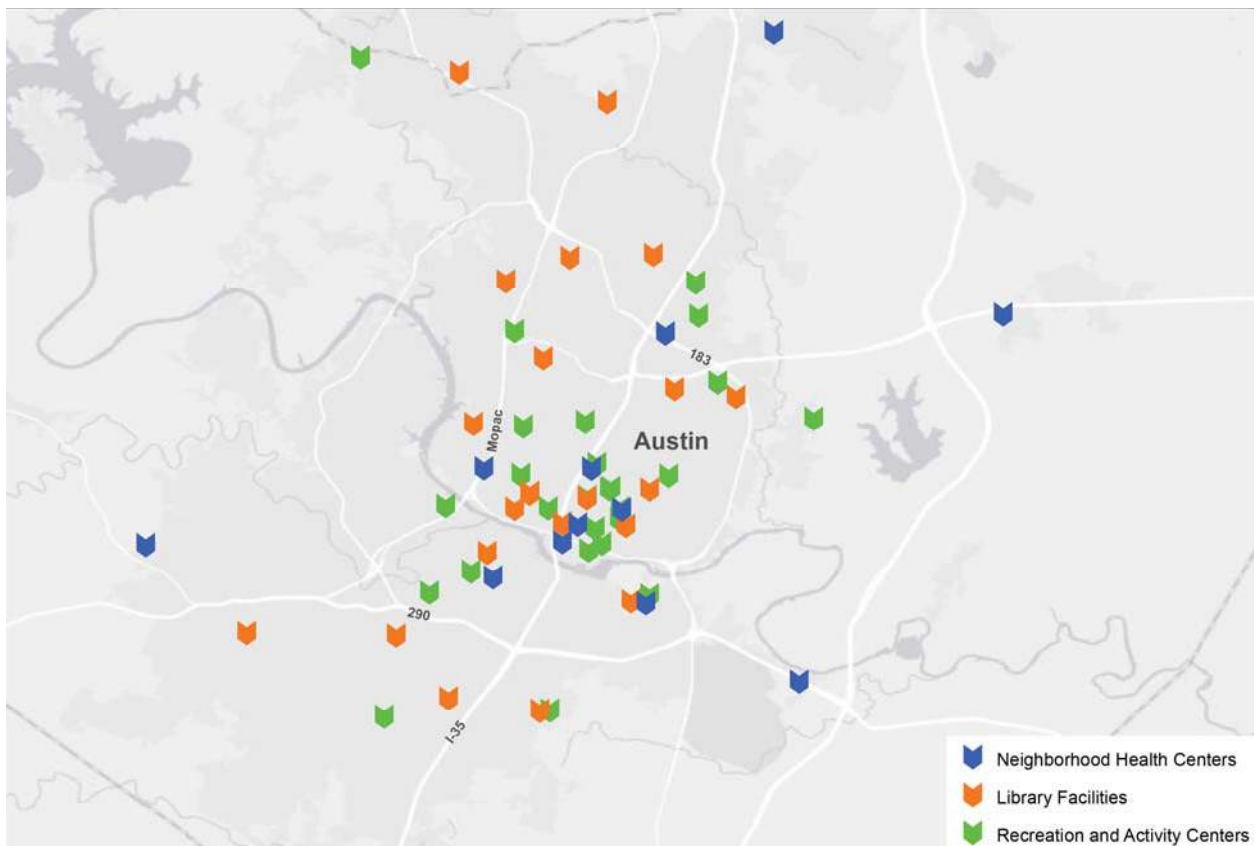 183
Mopac
Austin
290
I-35
Neighborhood Health Centers
Library Facilities
Recreation and Activity Centers